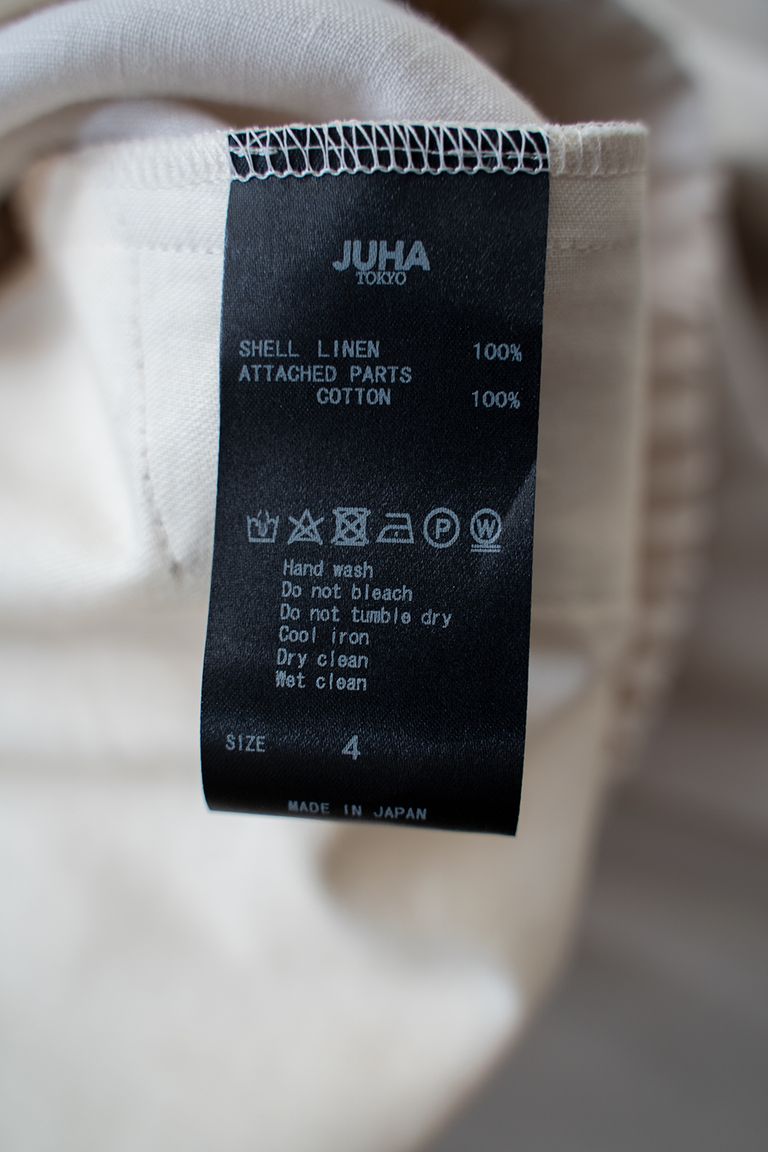 JUHA
TOKYO
SHELL LINEN 100%
ATTACHED PARTS
COTTON 100%
P W
Hand wash
Do not bleach
Do not tumble dry
Cool iron
Dry clean
Wet clean
SIZE 4
MADE IN JAPAN